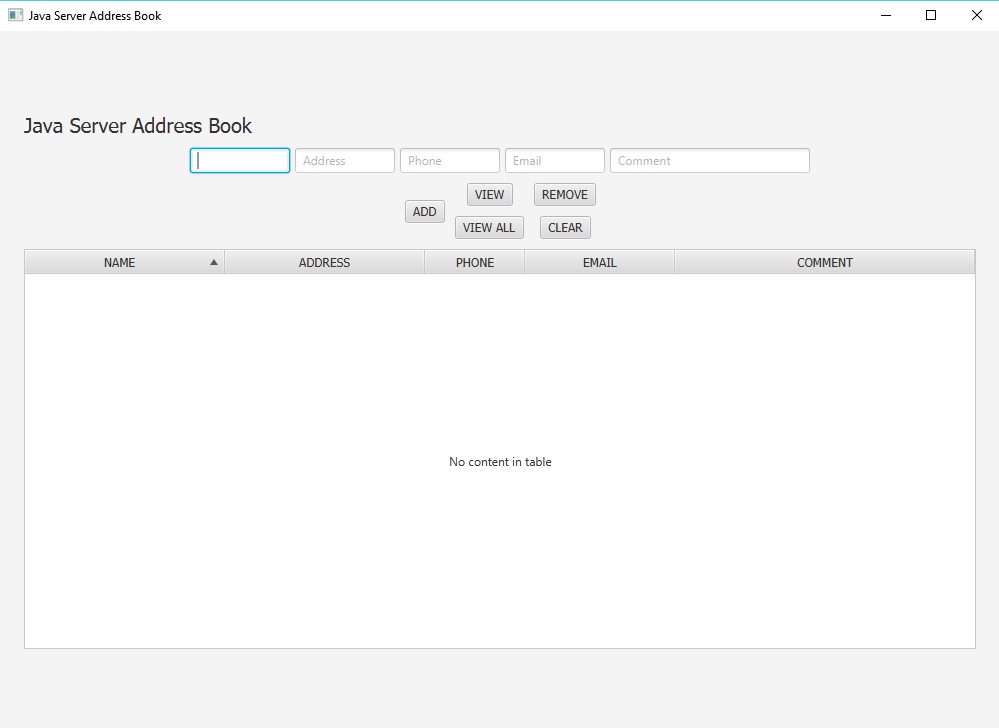 Java Server Address Book
Java Server Address Book
Address Phone Email Comment
VIEW REMOVE
ADD
VIEW ALL CLEAR
NAME ADDRESS PHONE EMAIL COMMENT
No content in table